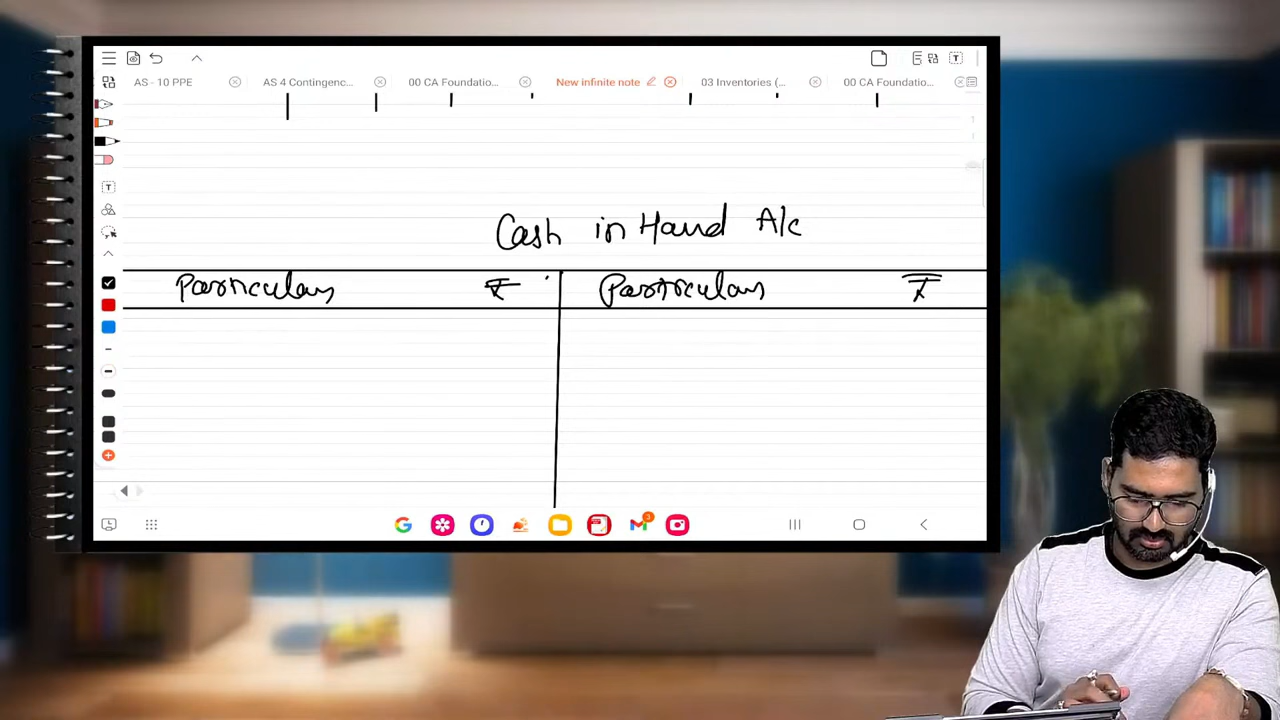 AS - 10 PPE
AS 4 Contingenc...
00 CA Foundatio...
New infinite note
03 Inventories (...
00 CA Foundatio...
Cash in Hand A/c
Particulars ₹ Particulars ₹
3